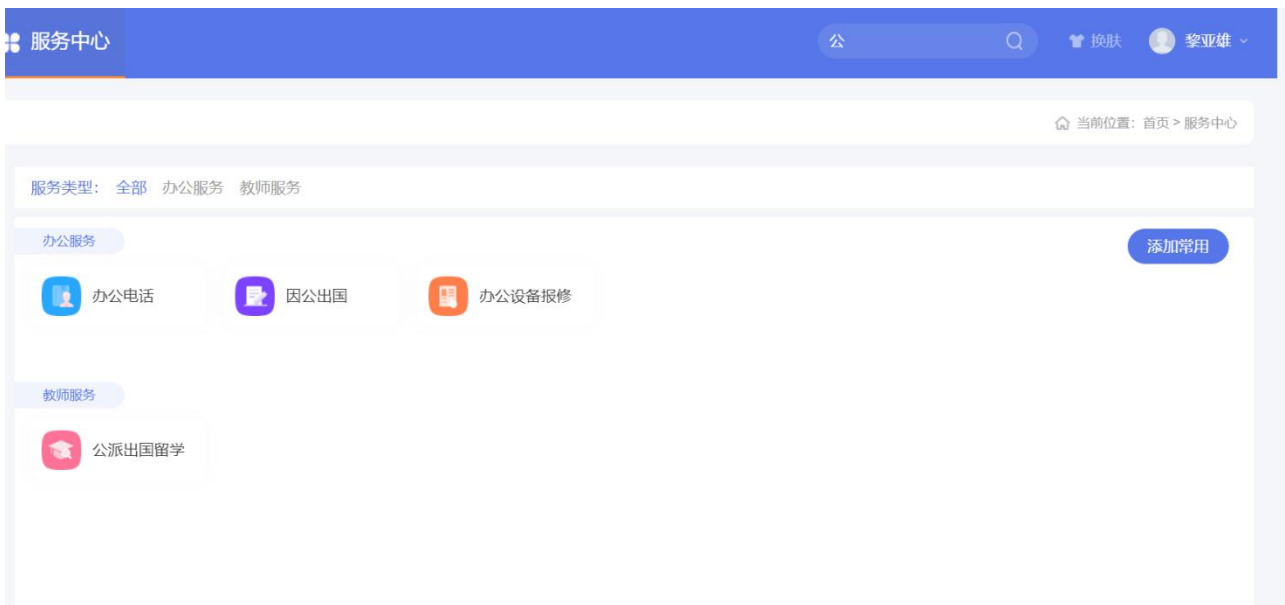 服务中心 公 换肤 黎亚雄
当前位置：首页 > 服务中心
服务类型： 全部 办公服务 教师服务
办公服务
添加常用
办公电话 因公出国 办公设备报修
教师服务
公派出国留学